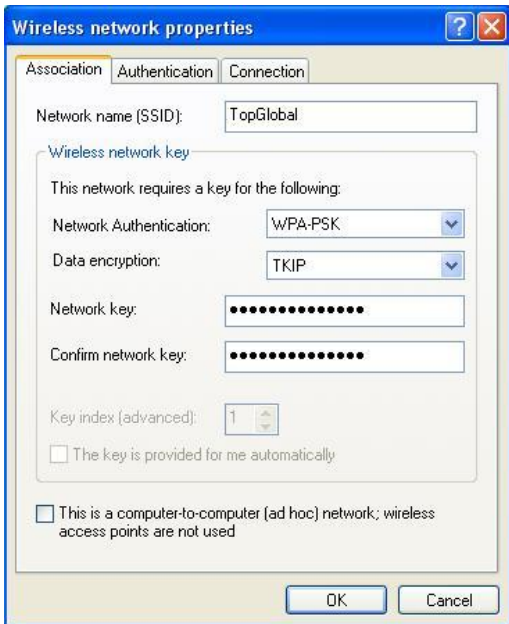 Wireless network properties
Association Authentication Connection
Network name (SSID): TopGlobal
Wireless network key
This network requires a key for the following:
Network Authentication: WPA-PSK
Data encryption: TKIP
Network key: ••••••••••••••
Confirm network key: ••••••••••••••
Key index (advanced): 1
The key is provided for me automatically
This is a computer-to-computer (ad hoc) network; wireless
access points are not used
OK Cancel